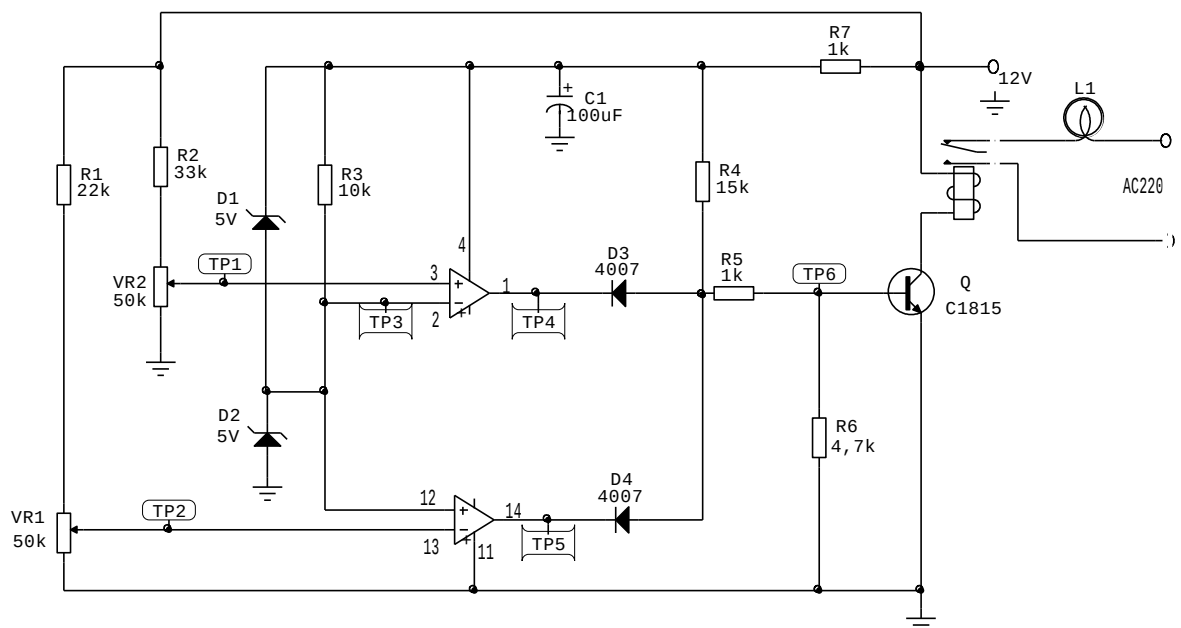 R7
1k
12V
L1
+
C1
100uF
R1
22k
R2
33k
R3
10k
R4
15k
AC220
D1
5V
4
TP1
3
D3
4007
R5
1k
TP6
VR2
50k
+
1
Q
C1815
−
TP3
2
+
TP4
D2
5V
R6
4,7k
D4
4007
12
TP2
14
VR1
50k
+
−
13
+
11
TP5